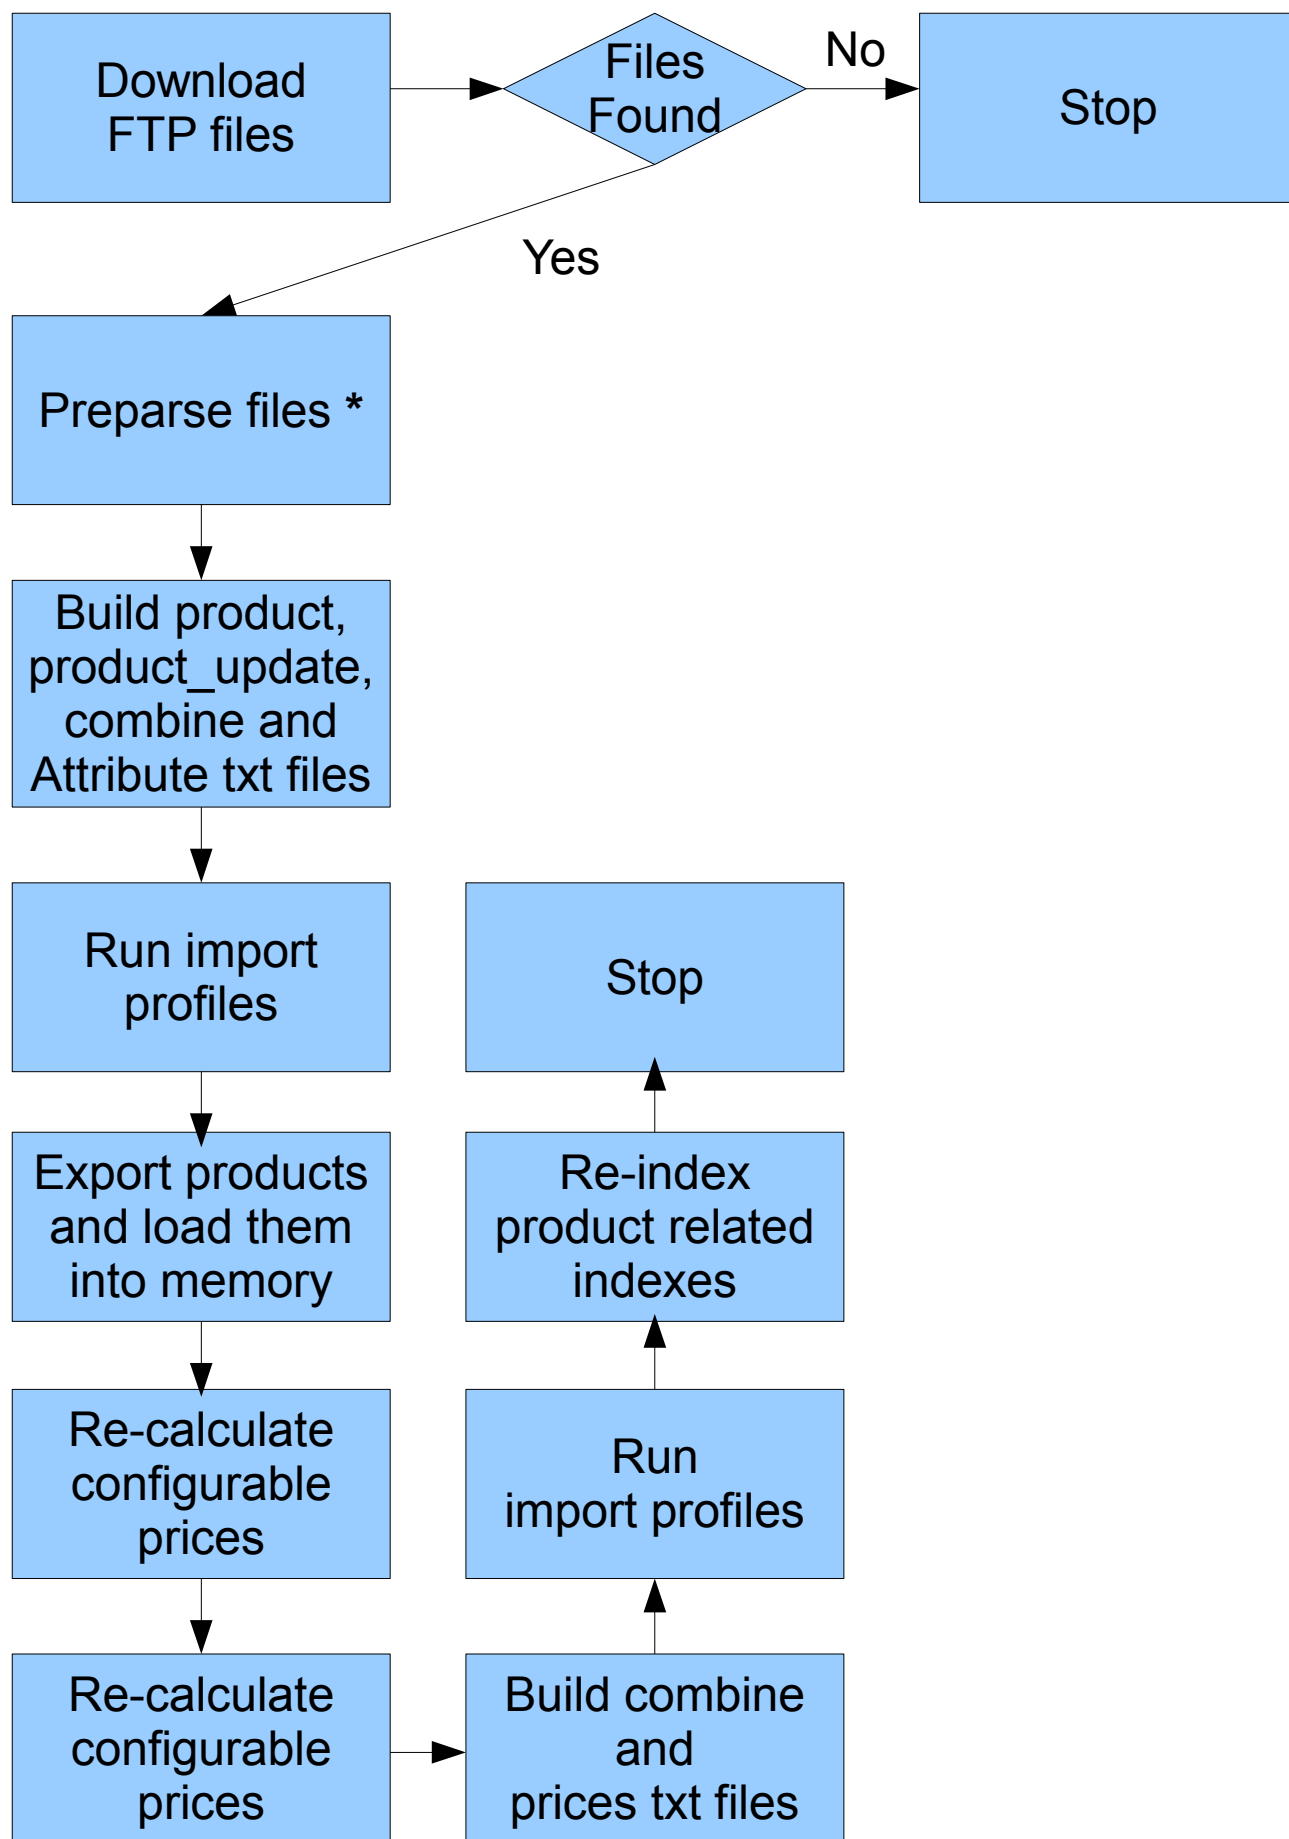 Download
FTP files
Files
Found
No
Stop
Yes
Preparse files *
Build product,
product_update,
combine and
Attribute txt files
Run import
profiles
Stop
Export products
and load them
into memory
Re-index
product related
indexes
Re-calculate
configurable
prices
Run
import profiles
Re-calculate
configurable
prices
Build combine
and
prices txt files